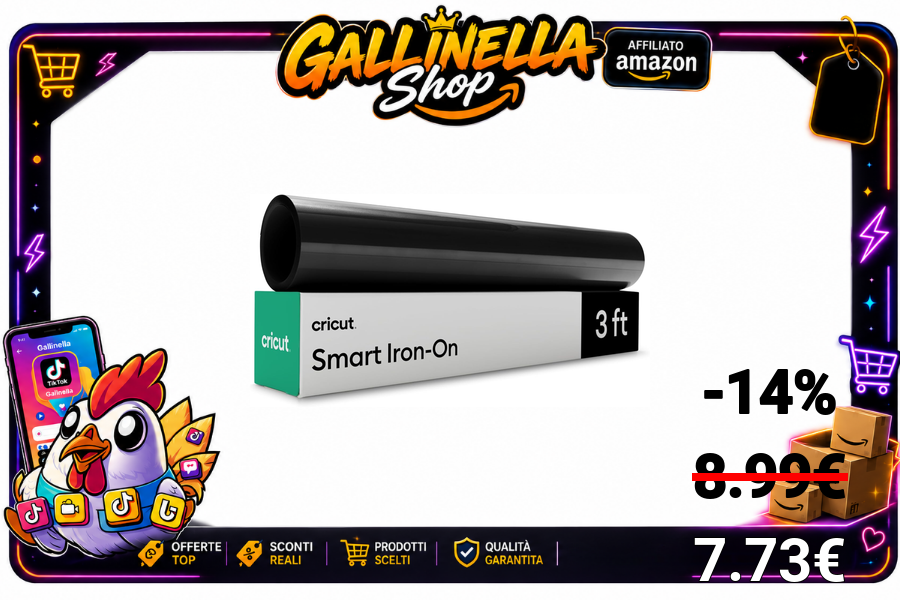 GALLINELLA
Shop
AFFILIATO
amazon
cricut
cricut
Smart Iron-On
3 ft
Gallinella
TikTok
Gallinella
-14%
8.99€
7.73€
OFFERTE
TOP
SCONTI
REALI
PRODOTTI
SCELTI
QUALITÀ
GARANTITA